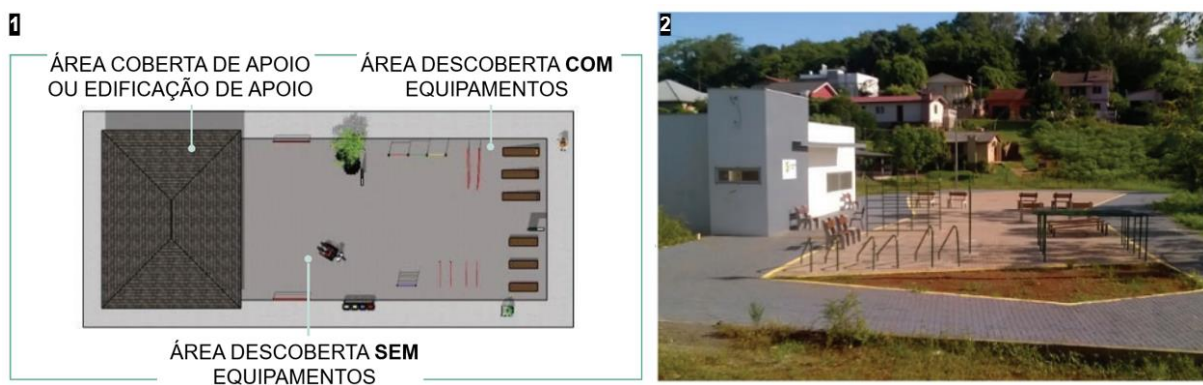 1
ÁREA COBERTA DE APOIO
OU EDIFICAÇÃO DE APOIO
ÁREA DESCOBERTA COM
EQUIPAMENTOS
ÁREA DESCOBERTA SEM
EQUIPAMENTOS
2